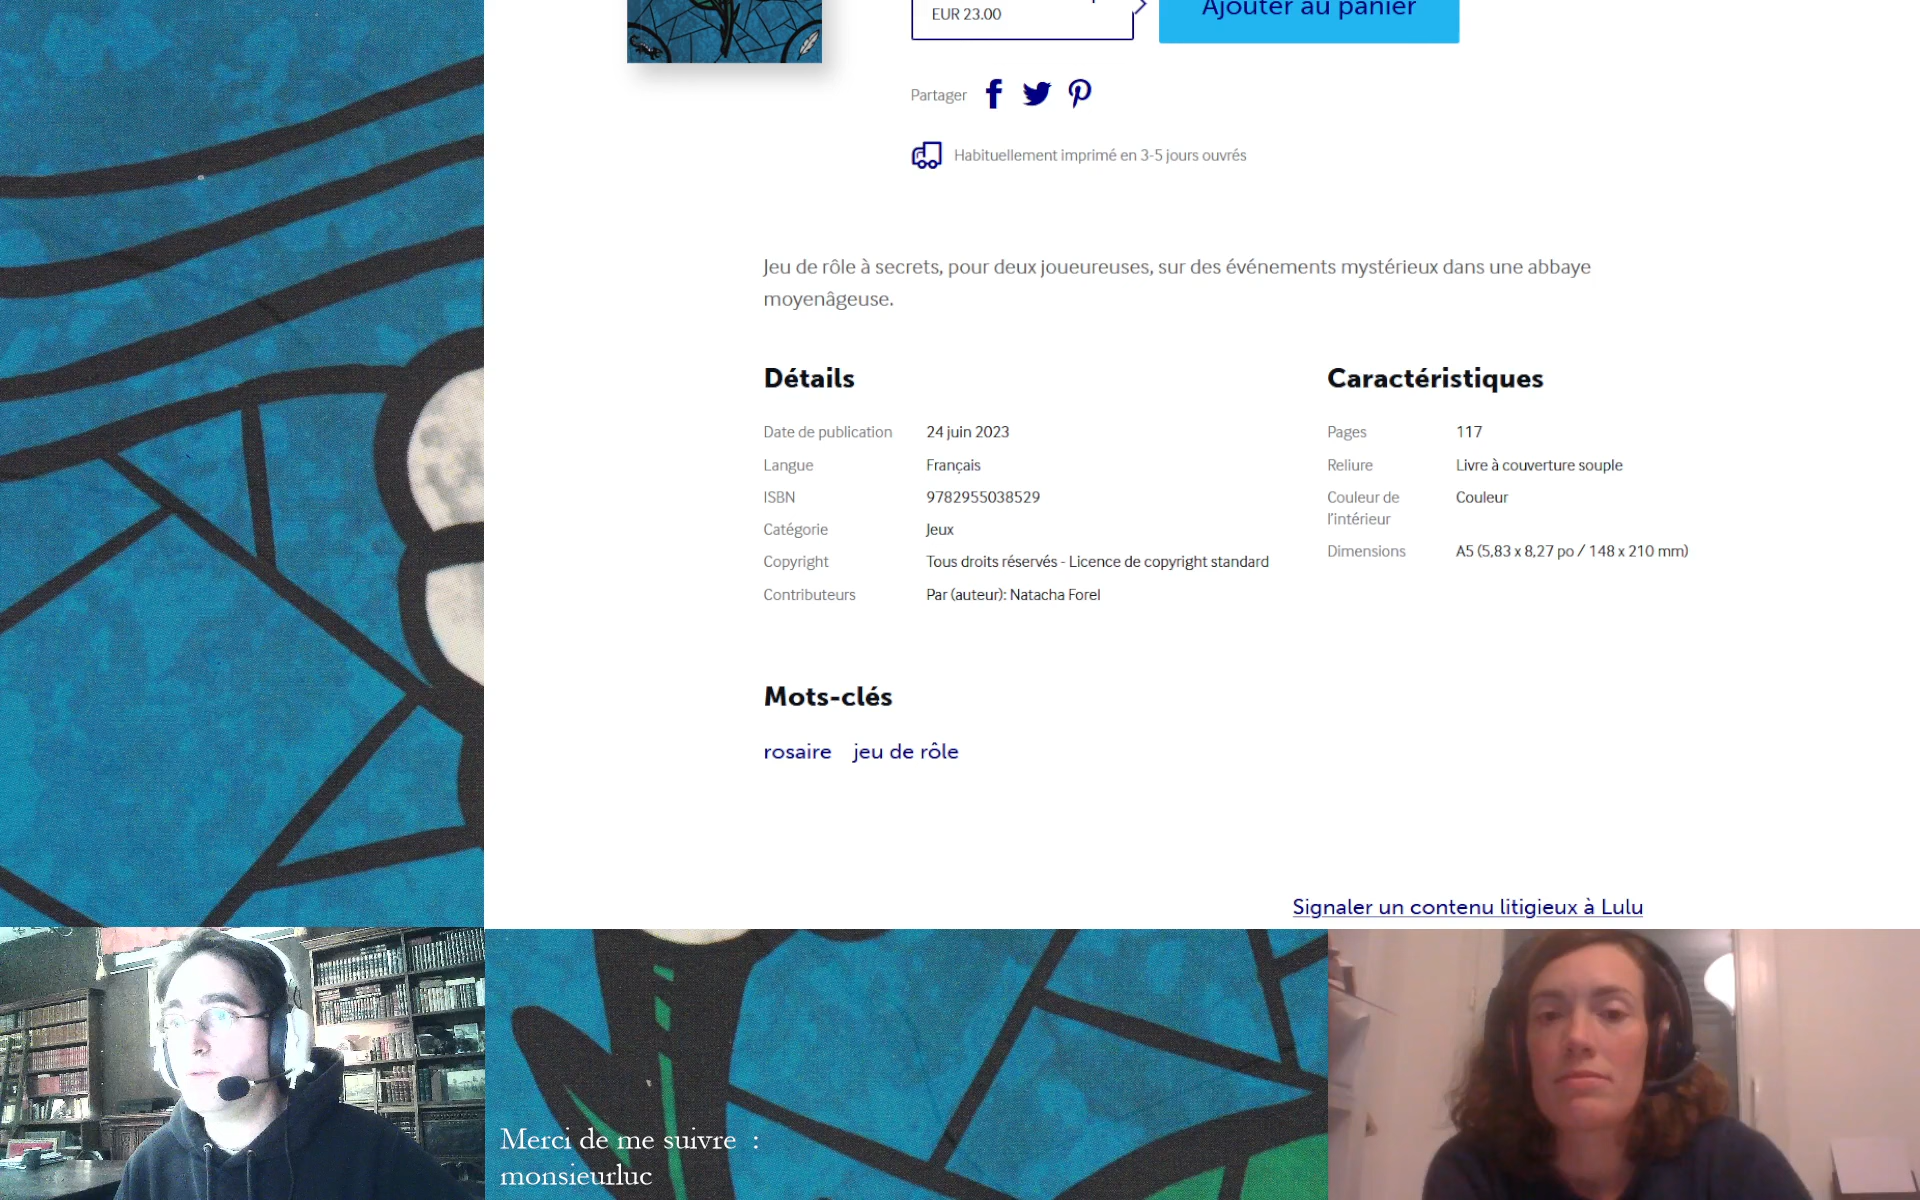 EUR 23.00
Ajouter au panier
Partager
Habituellement imprimé en 3-5 jours ouvrés
Jeu de rôle à secrets, pour deux joueureuses, sur des événements mystérieux dans une abbaye
moyenâgeuse.
Détails
Date de publication 24 juin 2023
Langue Français
ISBN 9782955038529
Catégorie Jeux
Copyright Tous droits réservés - Licence de copyright standard
Contributeurs Par (auteur): Natacha Forel
Caractéristiques
Pages 117
Reliure Livre à couverture souple
Couleur de Couleur
l'intérieur
Dimensions A5 (5,83 x 8,27 po / 148 x 210 mm)
Mots-clés
rosaire jeu de rôle
Signaler un contenu litigieux à Lulu
Merci de me suivre :
monsieurluc